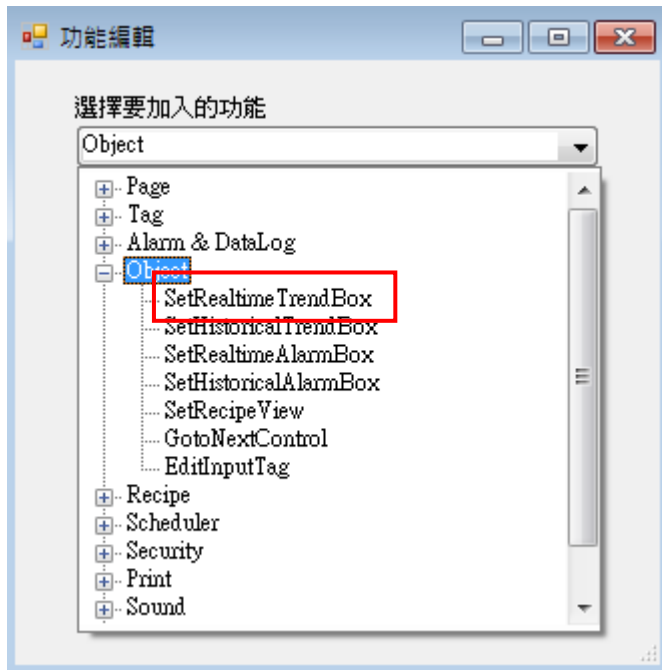 功能編輯
選擇要加入的功能
Object
Page
Tag
Alarm & DataLog
Object
SetRealtimeTrendBox
SetHistoricalTrendBox
SetRealtimeAlarmBox
SetHistoricalAlarmBox
SetRecipeView
GotoNextControl
EditInputTag
Recipe
Scheduler
Security
Print
Sound